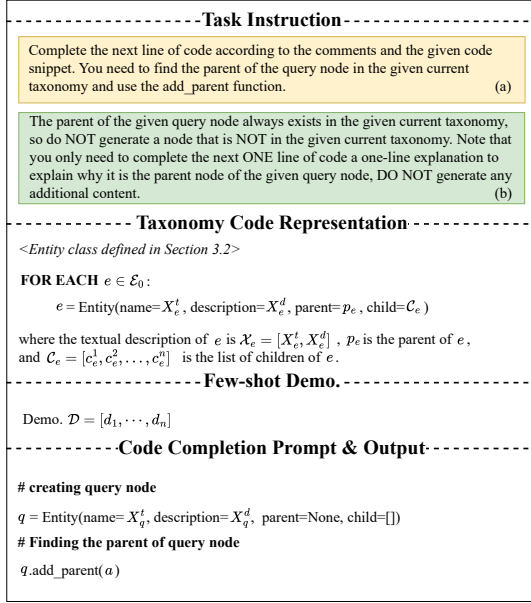 Task Instruction
Complete the next line of code according to the comments and the given code
snippet. You need to find the parent of the query node in the given current
taxonomy and use the add_parent function. (a)
The parent of the given query node always exists in the given current taxonomy,
so do NOT generate a node that is NOT in the given current taxonomy. Note that
you only need to complete the next ONE line of code a one-line explanation to
explain why it is the parent node of the given query node, DO NOT generate any
additional content. (b)
Taxonomy Code Representation
<Entity class defined in Section 3.2>
FOR EACH e ∈ ℰ₀ :
e = Entity(name=X_e^t, description=X_e^d, parent=p_e, child=𝒞_e )
where the textual description of e is 𝒳_e = [X_e^t, X_e^d] , p_e is the parent of e ,
and 𝒞_e = [c_e^1, c_e^2, . . . , c_e^n] is the list of children of e .
Few-shot Demo.
Demo. 𝒟 = [d₁, · · · , dₙ]
Code Completion Prompt & Output
# creating query node
q = Entity(name= X_q^t, description=X_q^d, parent=None, child=[])
# Finding the parent of query node
q.add_parent(a)